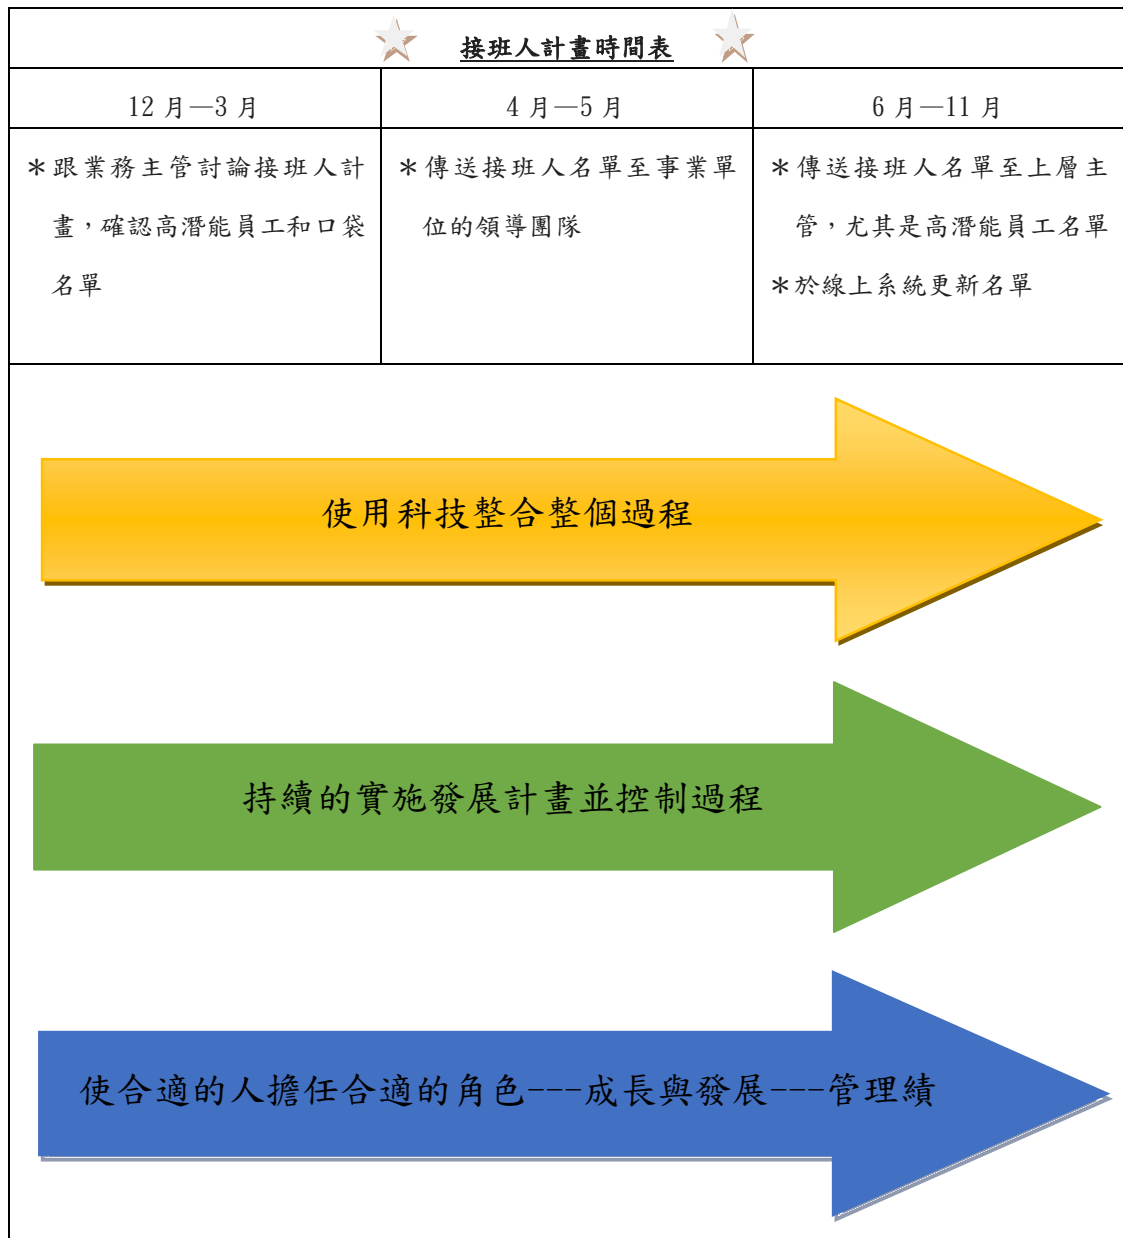 接班人計畫時間表
12 月—3 月
4 月—5 月
6 月—11 月
＊跟業務主管討論接班人計
畫，確認高潛能員工和口袋
名單
＊傳送接班人名單至事業單
位的領導團隊
＊傳送接班人名單至上層主
管，尤其是高潛能員工名單
＊於線上系統更新名單
使用科技整合整個過程
持續的實施發展計畫並控制過程
使合適的人擔任合適的角色---成長與發展---管理績